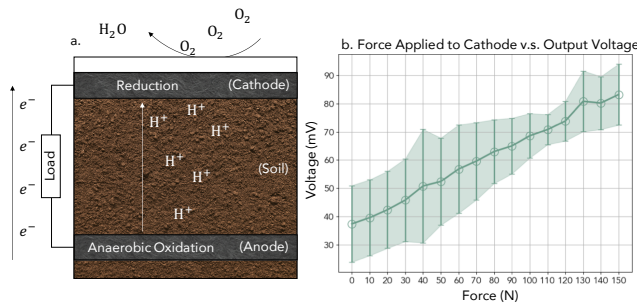 a.
H₂O
O₂
O₂
O₂
Reduction
(Cathode)
H⁺
H⁺
H⁺
H⁺
H⁺
H⁺
(Soil)
Anaerobic Oxidation
(Anode)
e⁻
e⁻
e⁻
e⁻
Load
b. Force Applied to Cathode v.s. Output Voltage
Voltage (mV)
90
80
70
60
50
40
30
0 10 20 30 40 50 60 70 80 90 100 110 120 130 140 150
Force (N)